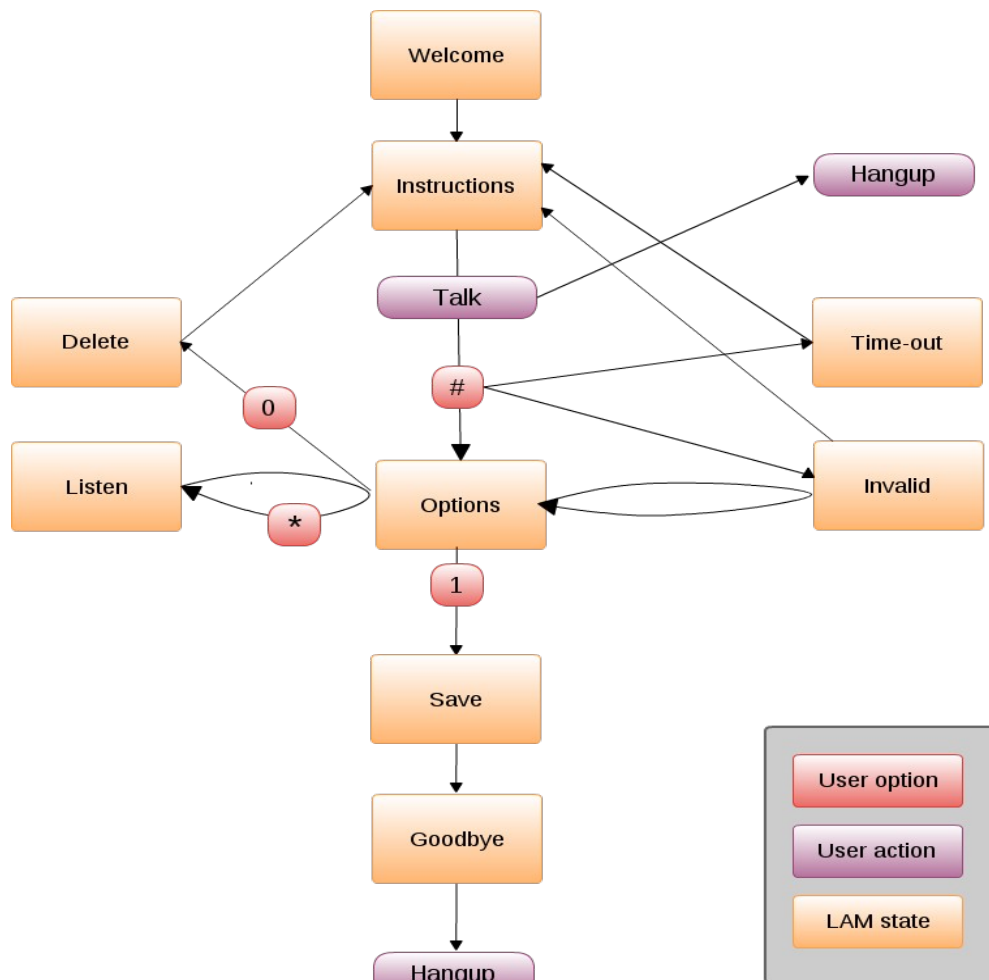 Welcome
Instructions
Hangup
Talk
Delete
Time-out
#
0
Listen
Options
Invalid
*
1
Save
User option
Goodbye
User action
LAM state
Hangup